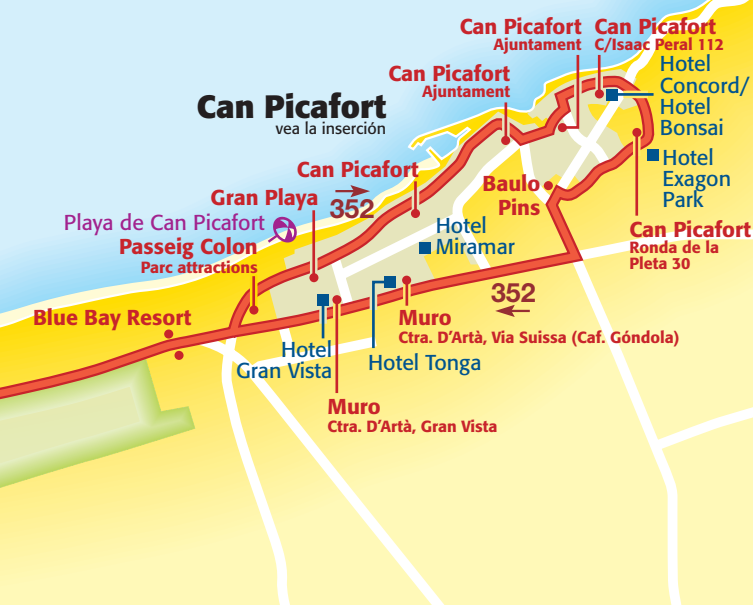 Can Picafort
Ajuntament
Can Picafort
C/Isaac Peral 112
Hotel
Concord/
Hotel
Bonsai
Can Picafort
Ajuntament
Can Picafort
vea la inserción
Hotel
Exagon
Park
Can Picafort
Baulo
Pins
Gran Playa
352
Playa de Can Picafort
Hotel
Miramar
Can Picafort
Ronda de la
Pleta 30
Passeig Colon
Parc attractions
352
Blue Bay Resort
Muro
Ctra. D'Artà, Via Suissa (Caf. Góndola)
Hotel
Gran Vista
Hotel Tonga
Muro
Ctra. D'Artà, Gran Vista